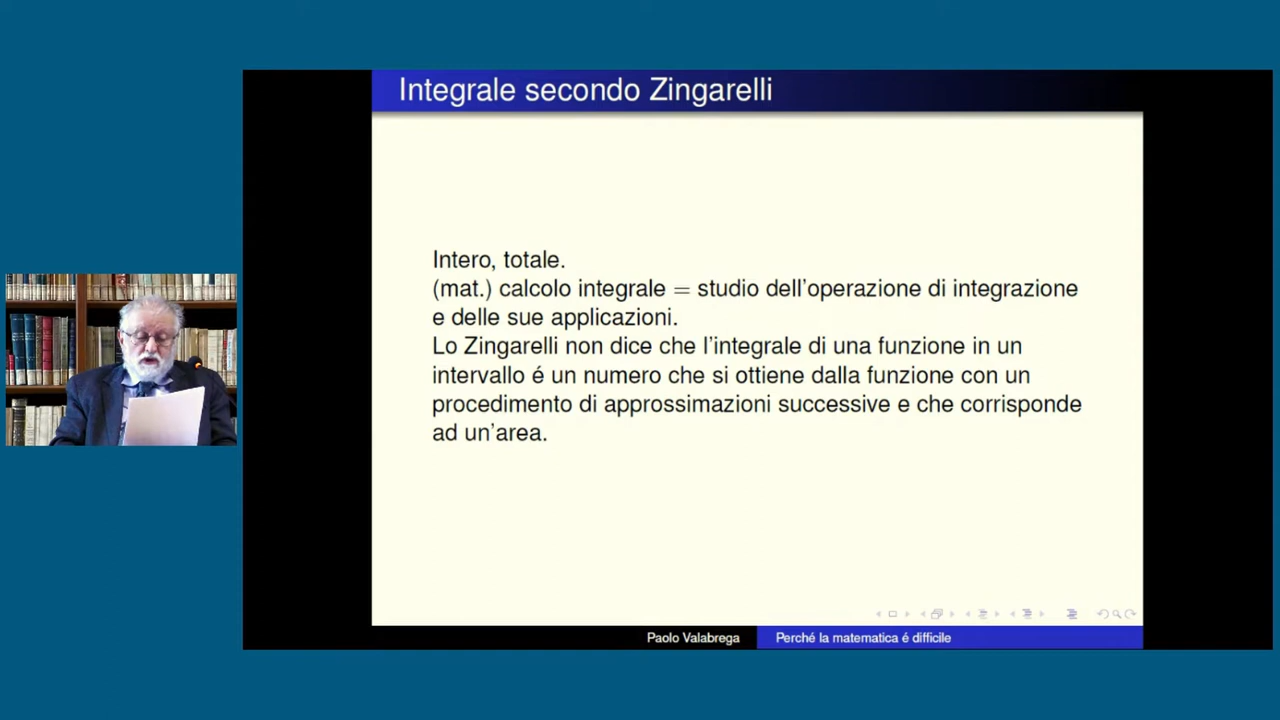 Integrale secondo Zingarelli
Intero, totale.
(mat.) calcolo integrale = studio dell'operazione di integrazione
e delle sue applicazioni.
Lo Zingarelli non dice che l'integrale di una funzione in un
intervallo é un numero che si ottiene dalla funzione con un
procedimento di approssimazioni successive e che corrisponde
ad un'area.
Paolo Valabrega
Perché la matematica é difficile